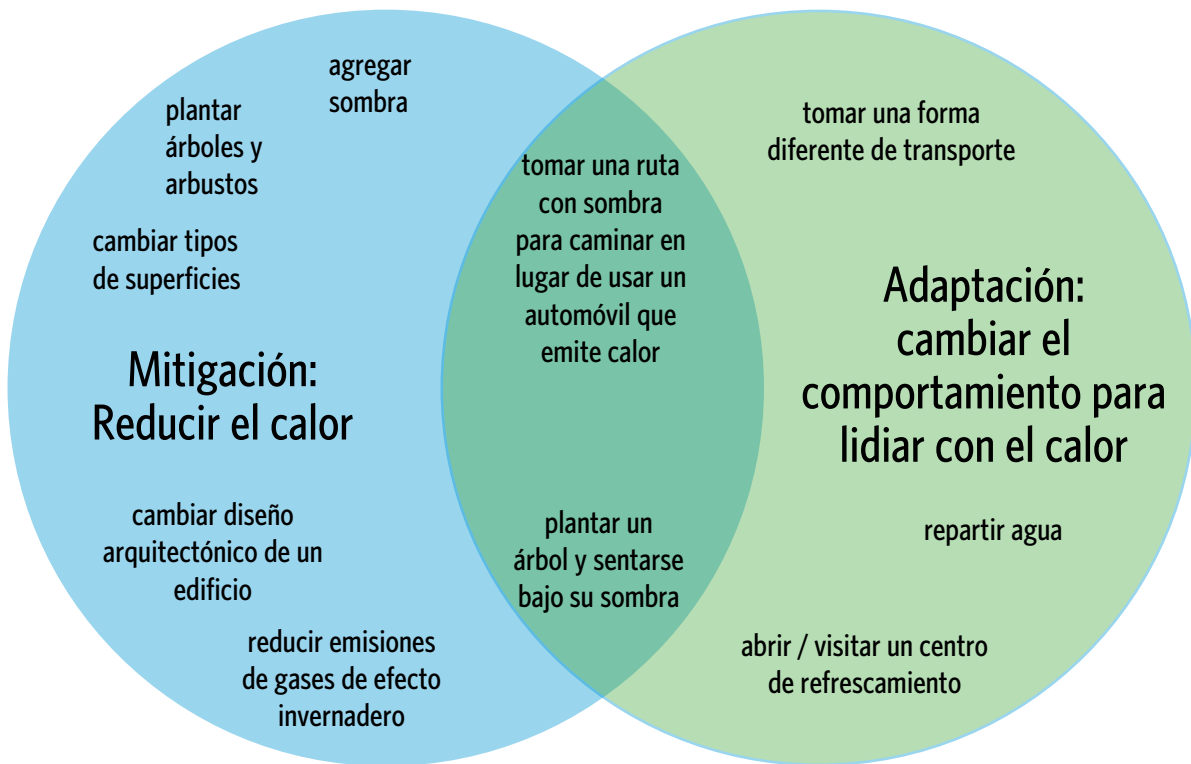 agregar
sombra
plantar
árboles y
arbustos
cambiar tipos
de superficies
Mitigación:
Reducir el calor
cambiar diseño
arquitectónico de un
edificio
reducir emisiones
de gases de efecto
invernadero
tomar una ruta
con sombra
para caminar en
lugar de usar un
automóvil que
emite calor
plantar un
árbol y sentarse
bajo su sombra
tomar una forma
diferente de transporte
Adaptación:
cambiar el
comportamiento para
lidiar con el calor
repartir agua
abrir / visitar un centro
de refrescamiento